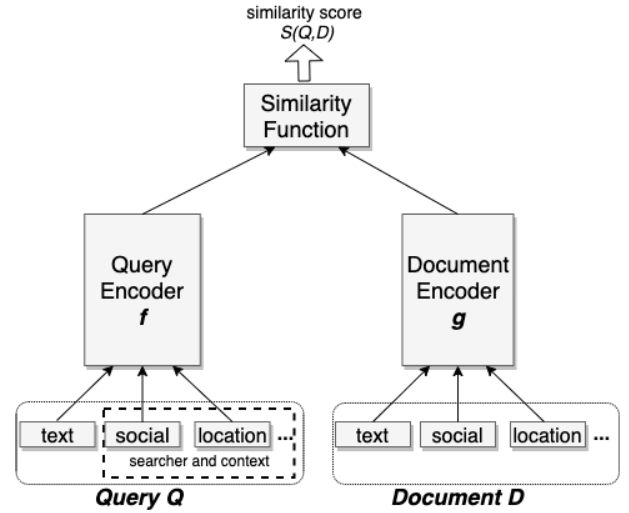 similarity score
S(Q,D)
Similarity
Function
Query
Encoder
f
Document
Encoder
g
text
social
location
...
searcher and context
Query Q
text
social
location
...
Document D